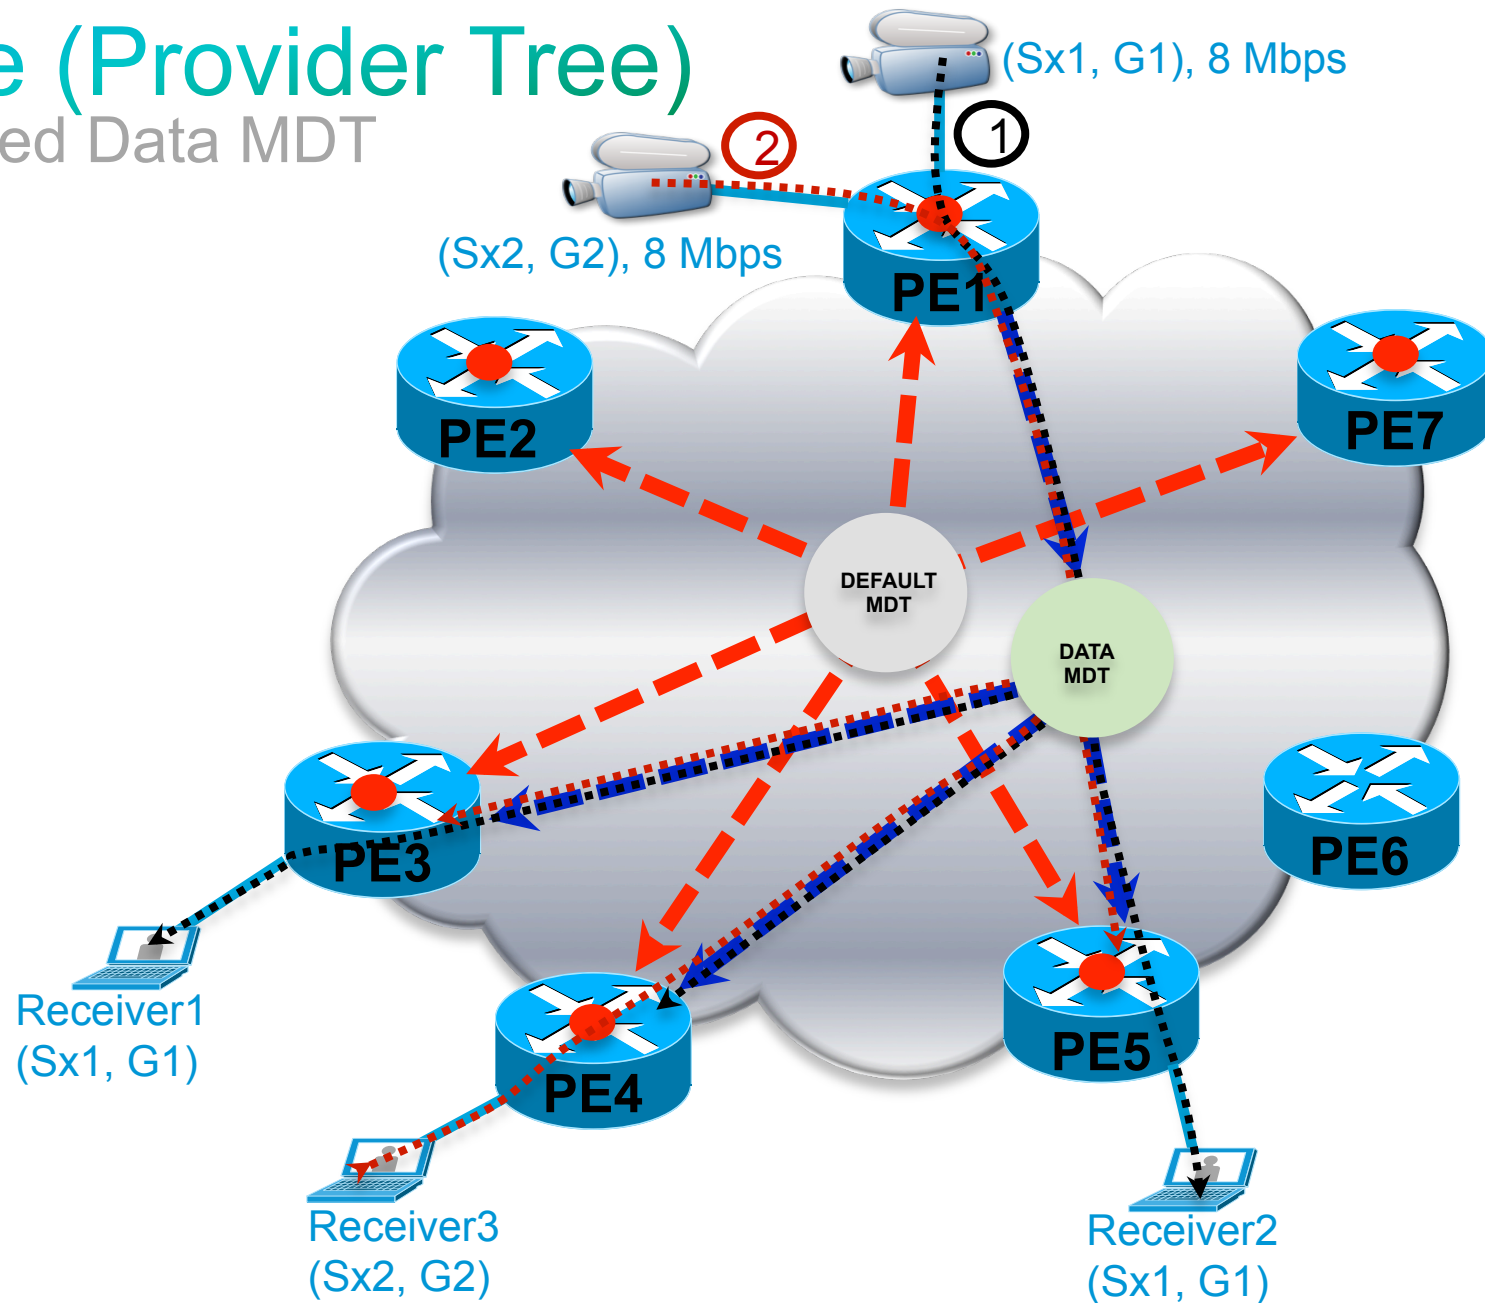 e (Provider Tree)
ed Data MDT
(Sx1, G1), 8 Mbps
1
2
(Sx2, G2), 8 Mbps
PE1
PE2
PE7
DEFAULT
MDT
DATA
MDT
PE3
PE6
PE4
PE5
Receiver1
(Sx1, G1)
Receiver3
(Sx2, G2)
Receiver2
(Sx1, G1)